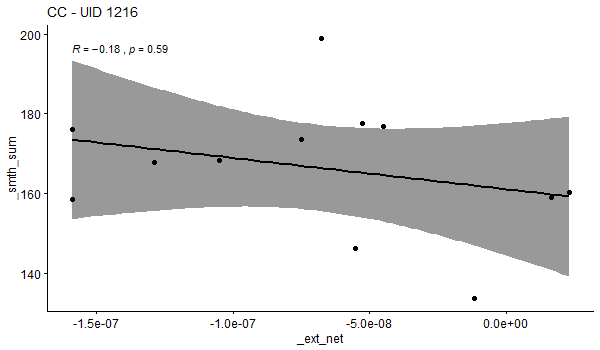 CC - UID 1216
R = −0.18 , p = 0.59
200
180
160
140
_smth_sum
-1.5e-07 -1.0e-07 -5.0e-08 0.0e+00
_ext_net